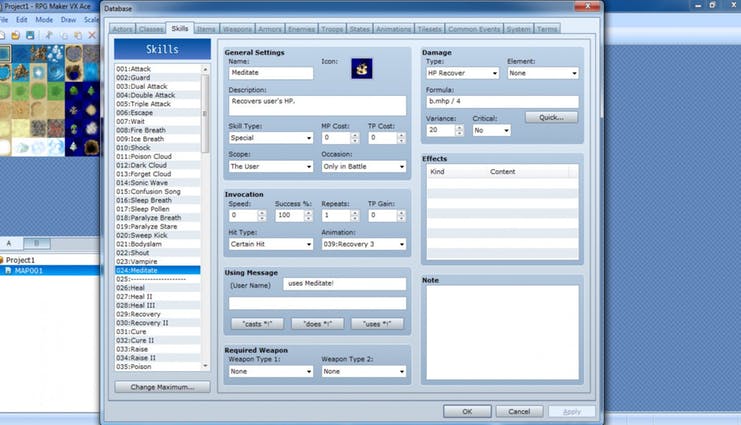 Project1 - RPG Maker VX Ace
Database
File Edit Mode Draw Scale
Actors Classes Skills Items Weapons Armors Enemies Troops States Animations Tilesets Common Events System Terms
Skills
001:Attack
002:Guard
003:Dual Attack
004:Double Attack
005:Triple Attack
006:Escape
007:Wait
008:Fire Breath
009:Ice Breath
010:Shock
011:Poison Cloud
012:Dark Cloud
013:Forget Cloud
014:Sonic Wave
015:Confusion Song
016:Sleep Breath
017:Sleep Pollen
018:Paralyze Breath
019:Paralyze Stare
020:Sweep Kick
021:Bodyslam
022:Shout
023:Vampire
024:Meditate
025:-------------------
026:Heal
027:Heal II
028:Heal III
029:Recovery
030:Recovery II
031:Cure
032:Cure II
033:Raise
034:Raise II
035:Poison
Change Maximum...
General Settings
Name: Icon:
Meditate
Description:
Recovers user's HP.
Skill Type: MP Cost: TP Cost:
Special 0 0
Scope: Occasion:
The User Only in Battle
Invocation
Speed: Success %: Repeats: TP Gain:
0 100 1 0
Hit Type: Animation:
Certain Hit 039:Recovery 3
Using Message
(User Name) uses Meditate!
"casts *!" "does *!" "uses *!"
Required Weapon
Weapon Type 1: Weapon Type 2:
None None
Damage
Type: Element:
HP Recover None
Formula:
b.mhp / 4
Variance: Critical:
20 No Quick...
Effects
Kind Content
Note
A B
Project1
MAP001
OK Cancel Apply